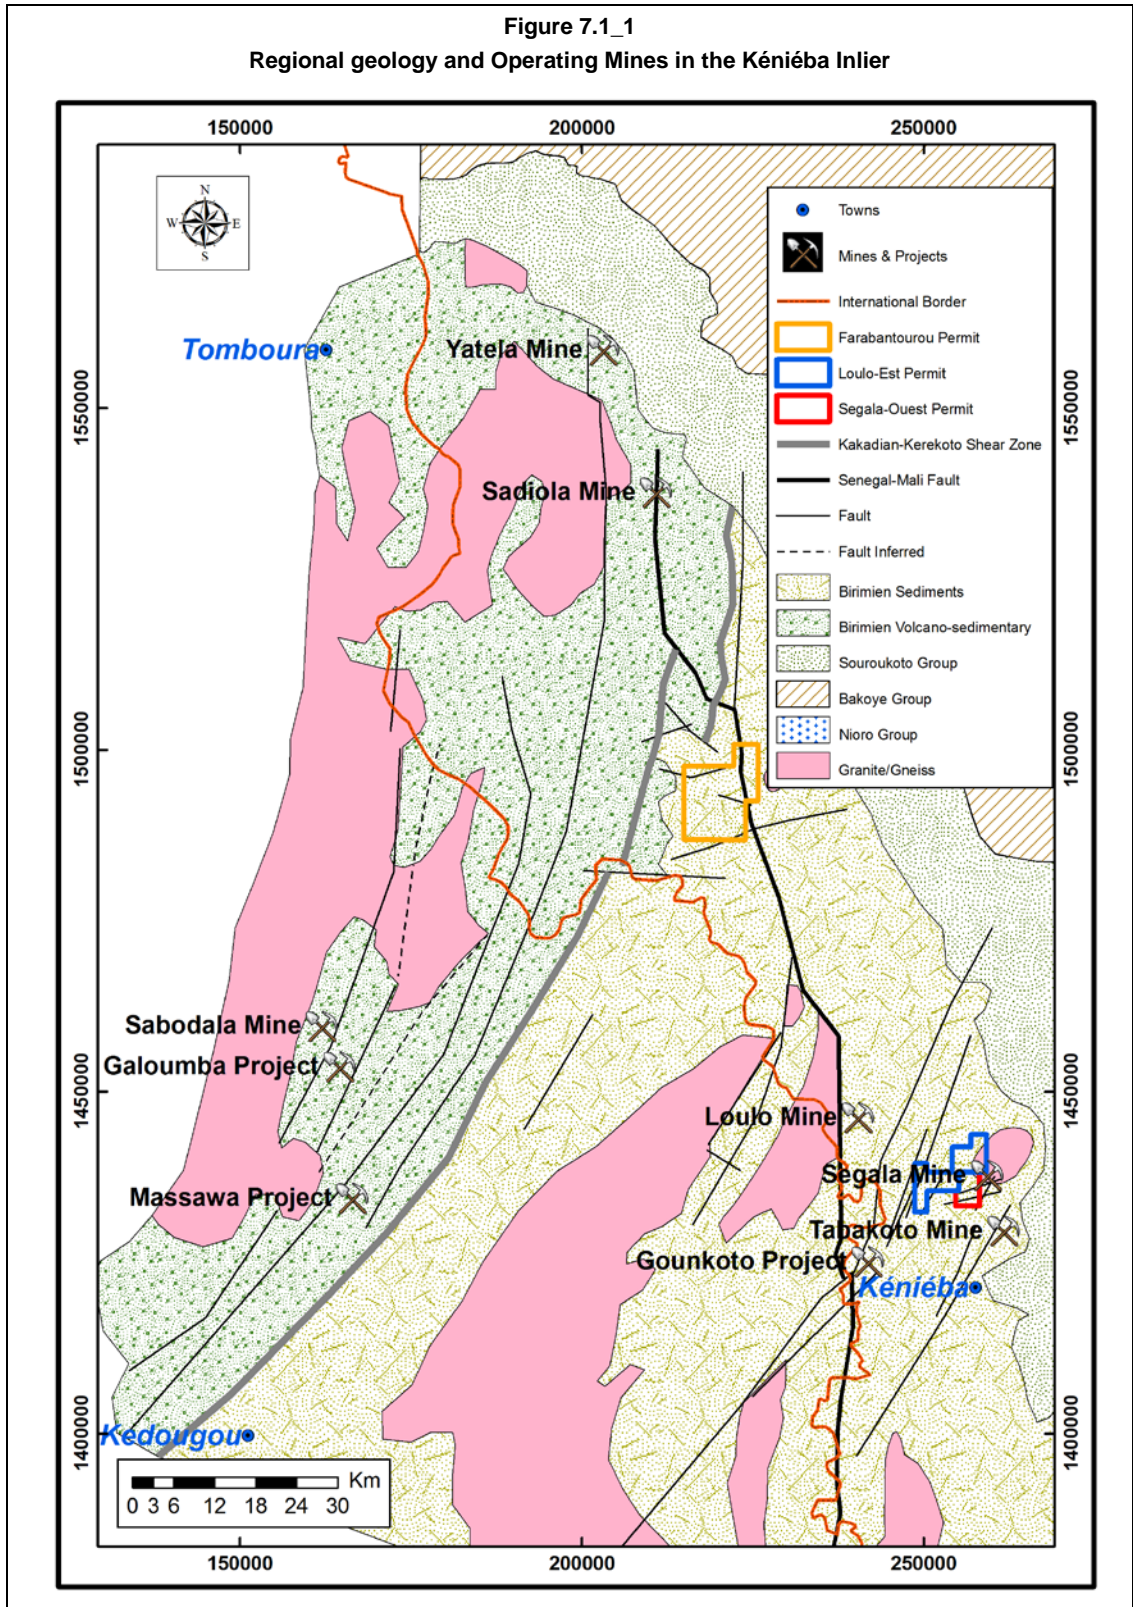 Figure 7.1_1
Regional geology and Operating Mines in the Kéniéba Inlier
150000
200000
250000
N
W
E
S
Towns
Mines & Projects
International Border
Farabantourou Permit
Loulo-Est Permit
Segala-Ouest Permit
Kakadian-Kerekoto Shear Zone
Senegal-Mali Fault
Fault
Fault Inferred
Birimien Sediments
Birimien Volcano-sedimentary
Souroukoto Group
Bakoye Group
Nioro Group
Granite/Gneiss
Tomboura
Yatela Mine
1550000
1550000
Sadiola Mine
1500000
1500000
Sabodala Mine
Galoumba Project
1450000
1450000
Loulo Mine
Segala Mine
Massawa Project
Tabakoto Mine
Gounkoto Project
Kéniéba
1400000
1400000
Kedougou
Km
0 3 6 12 18 24 30
150000
200000
250000